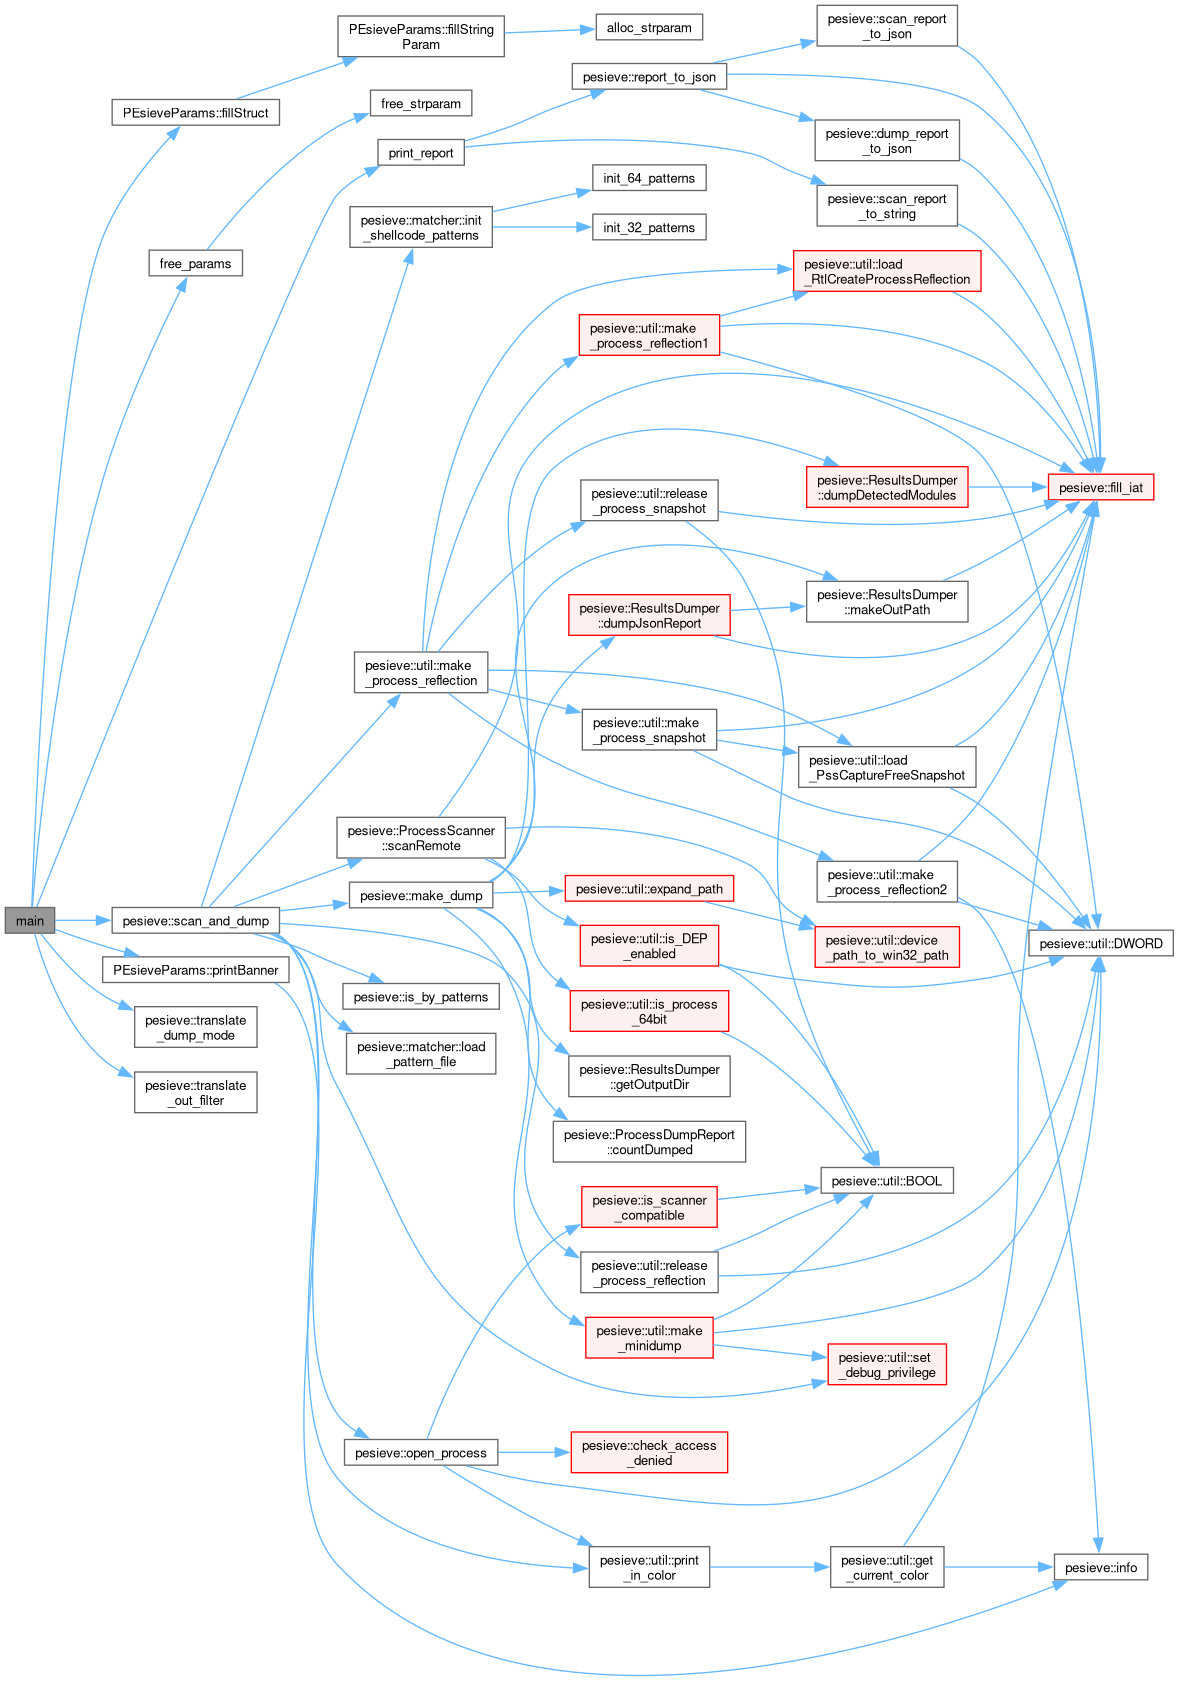 pesieve::scan_report
_to_json
PEsieveParams::fillString
Param
alloc_strparam
pesieve::report_to_json
free_strparam
PEsieveParams::fillStruct
pesieve::dump_report
_to_json
print_report
init_64_patterns
pesieve::scan_report
_to_string
pesieve::matcher::init
_shellcode_patterns
init_32_patterns
free_params
pesieve::util::load
_RtlCreateProcessReflection
pesieve::util::make
_process_reflection1
pesieve::ResultsDumper
::dumpDetectedModules
pesieve::fill_iat
pesieve::util::release
_process_snapshot
pesieve::ResultsDumper
::makeOutPath
pesieve::ResultsDumper
::dumpJsonReport
pesieve::util::make
_process_reflection
pesieve::util::make
_process_snapshot
pesieve::util::load
_PssCaptureFreeSnapshot
pesieve::ProcessScanner
::scanRemote
pesieve::util::make
_process_reflection2
pesieve::make_dump
pesieve::util::expand_path
main
pesieve::scan_and_dump
pesieve::util::is_DEP
_enabled
pesieve::util::device
_path_to_win32_path
pesieve::util::DWORD
PEsieveParams::printBanner
pesieve::is_by_patterns
pesieve::util::is_process
_64bit
pesieve::translate
_dump_mode
pesieve::matcher::load
_pattern_file
pesieve::ResultsDumper
::getOutputDir
pesieve::translate
_out_filter
pesieve::ProcessDumpReport
::countDumped
pesieve::util::BOOL
pesieve::is_scanner
_compatible
pesieve::util::release
_process_reflection
pesieve::util::make
_minidump
pesieve::util::set
_debug_privilege
pesieve::open_process
pesieve::check_access
_denied
pesieve::util::print
_in_color
pesieve::util::get
_current_color
pesieve::info